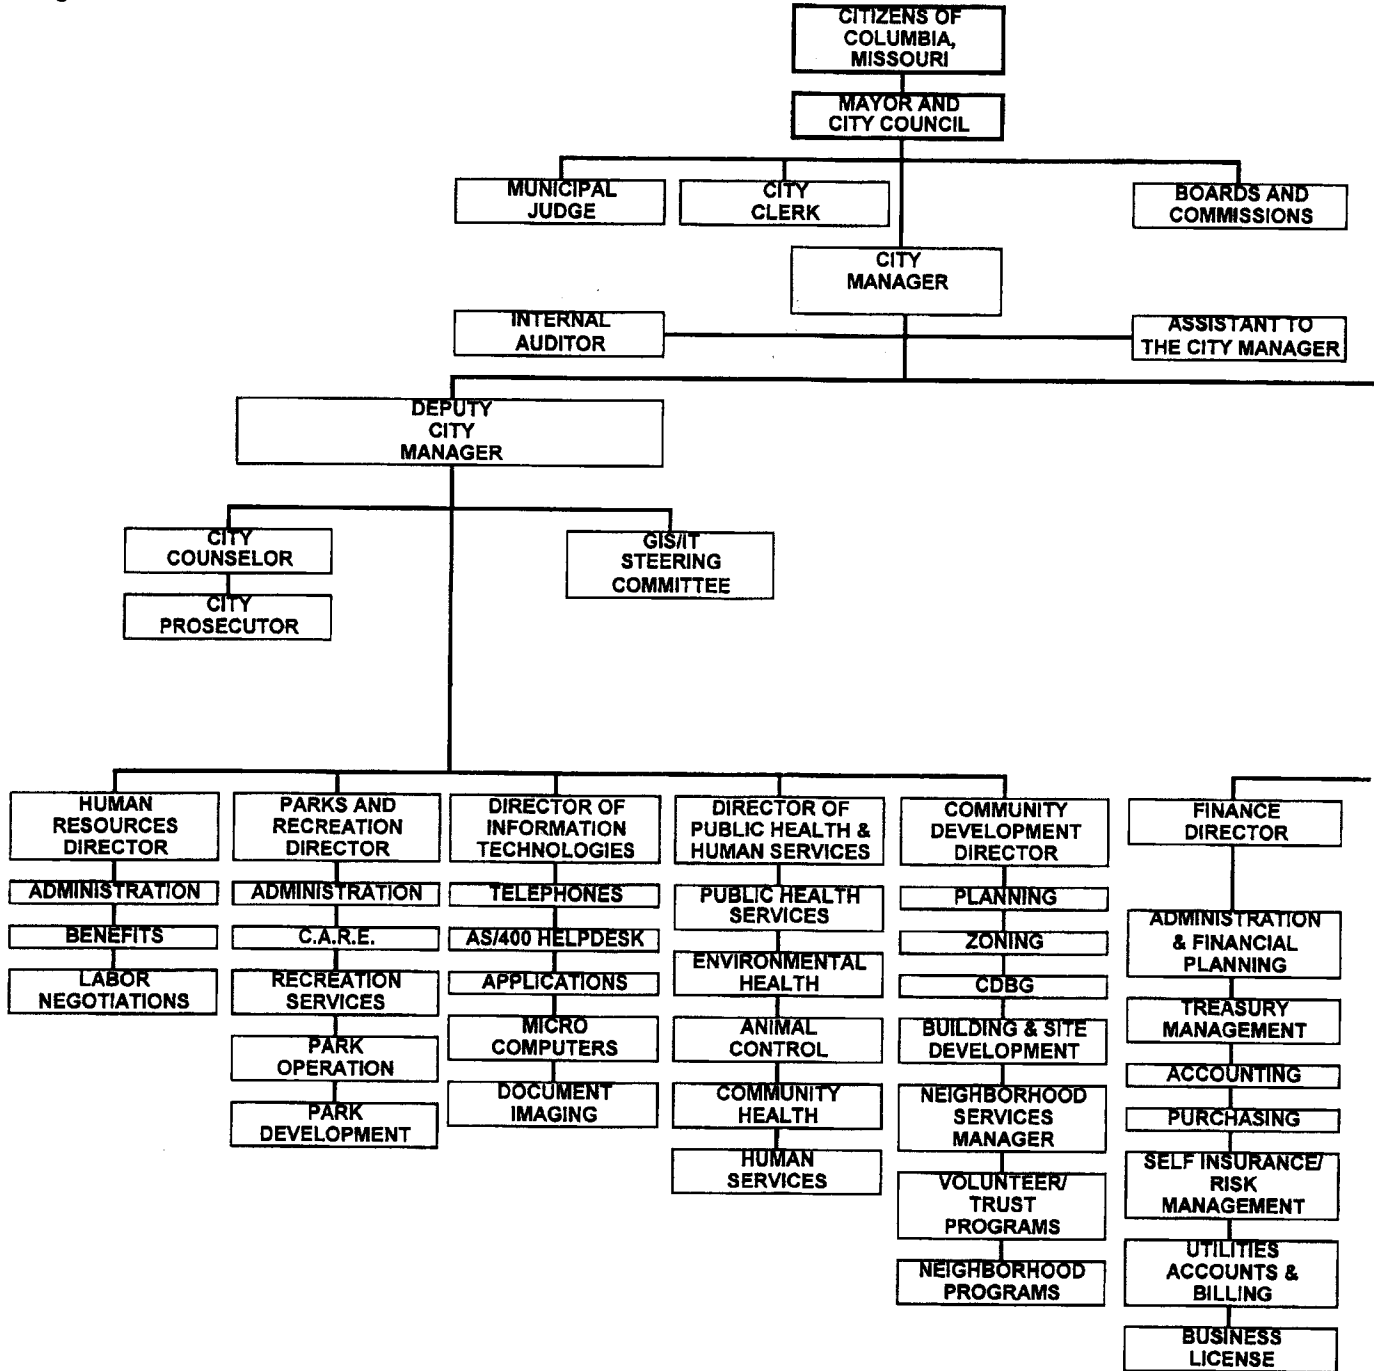 CITIZENS OF
COLUMBIA,
MISSOURI
MAYOR AND
CITY COUNCIL
MUNICIPAL
JUDGE
CITY
CLERK
BOARDS AND
COMMISSIONS
CITY
MANAGER
INTERNAL
AUDITOR
ASSISTANT TO
THE CITY MANAGER
DEPUTY
CITY
MANAGER
CITY
COUNSELOR
GIS/IT
STEERING
COMMITTEE
CITY
PROSECUTOR
HUMAN
RESOURCES
DIRECTOR
ADMINISTRATION
BENEFITS
LABOR
NEGOTIATIONS
PARKS AND
RECREATION
DIRECTOR
ADMINISTRATION
C.A.R.E.
RECREATION
SERVICES
PARK
OPERATION
PARK
DEVELOPMENT
DIRECTOR OF
INFORMATION
TECHNOLOGIES
TELEPHONES
AS/400 HELPDESK
APPLICATIONS
MICRO
COMPUTERS
DOCUMENT
IMAGING
DIRECTOR OF
PUBLIC HEALTH &
HUMAN SERVICES
PUBLIC HEALTH
SERVICES
ENVIRONMENTAL
HEALTH
ANIMAL
CONTROL
COMMUNITY
HEALTH
HUMAN
SERVICES
COMMUNITY
DEVELOPMENT
DIRECTOR
PLANNING
ZONING
CDBG
BUILDING & SITE
DEVELOPMENT
NEIGHBORHOOD
SERVICES
MANAGER
VOLUNTEER/
TRUST
PROGRAMS
NEIGHBORHOOD
PROGRAMS
FINANCE
DIRECTOR
ADMINISTRATION
& FINANCIAL
PLANNING
TREASURY
MANAGEMENT
ACCOUNTING
PURCHASING
SELF INSURANCE/
RISK
MANAGEMENT
UTILITIES
ACCOUNTS &
BILLING
BUSINESS
LICENSE